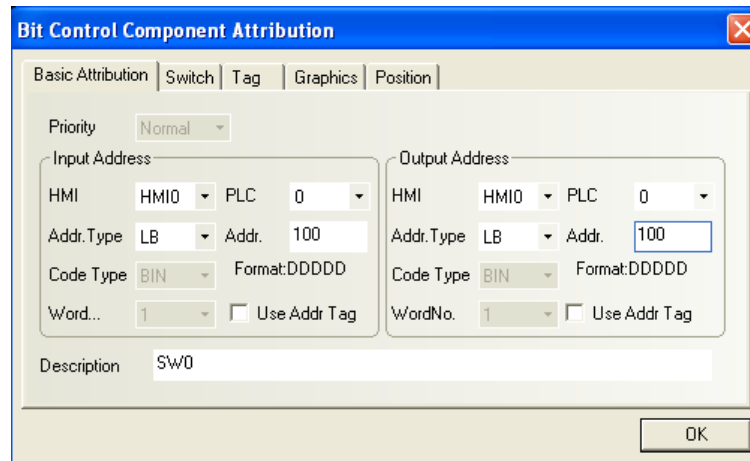 Bit Control Component Attribution
Basic Attribution Switch Tag Graphics Position
Priority Normal
Input Address
HMI HMI0 PLC 0
Addr.Type LB Addr. 100
Code Type BIN Format:DDDDD
Word... 1 Use Addr Tag
Output Address
HMI HMI0 PLC 0
Addr.Type LB Addr. 100
Code Type BIN Format:DDDDD
WordNo. 1 Use Addr Tag
Description SW0
OK